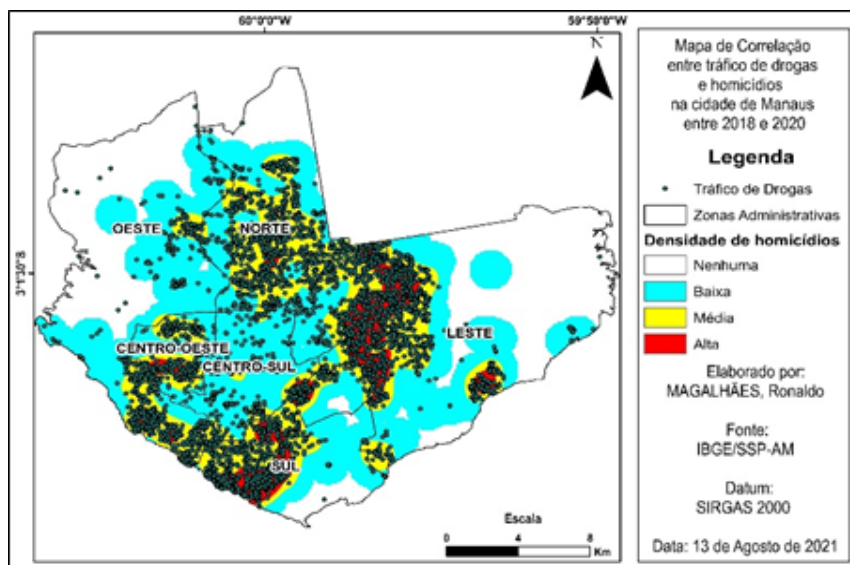 60°0'0"W
59°50'0"W
N
3°1'30"S
OESTE
NORTE
LESTE
CENTRO-OESTE
CENTRO-SUL
SUL
Escala
0 4 8
Km
Mapa de Correlação
entre tráfico de drogas
e homicídios
na cidade de Manaus
entre 2018 e 2020
Legenda
Tráfico de Drogas
Zonas Administrativas
Densidade de homicídios
Nenhuma
Baixa
Média
Alta
Elaborado por:
MAGALHÃES, Ronaldo
Fonte:
IBGE/SSP-AM
Datum:
SIRGAS 2000
Data: 13 de Agosto de 2021